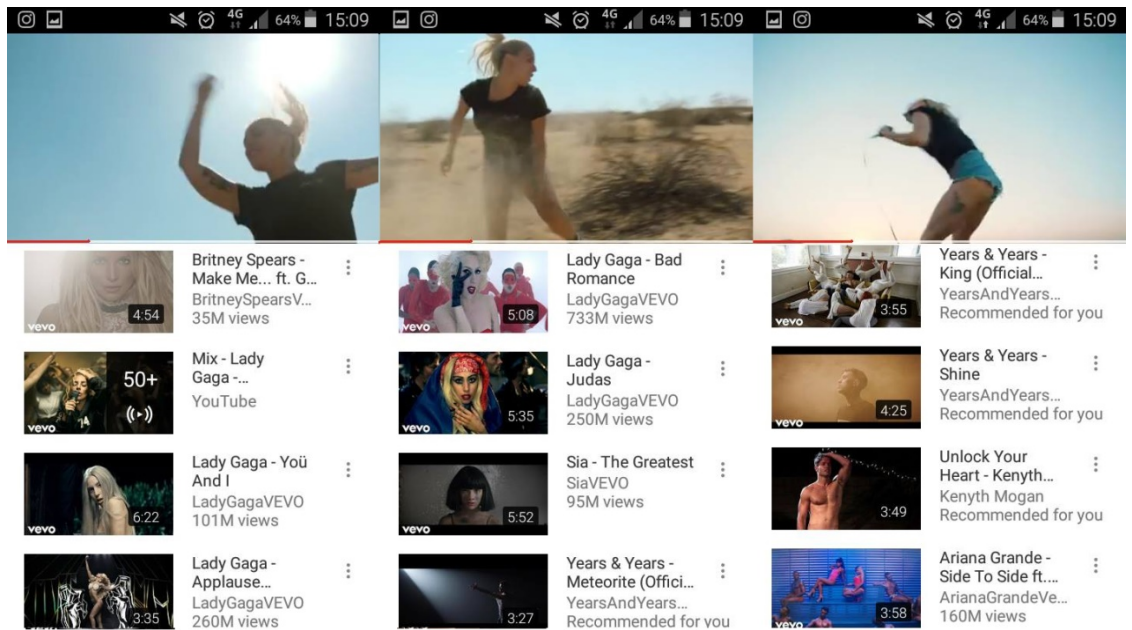 4G 64% 15:09
4G 64% 15:09
4G 64% 15:09
Britney Spears -
Make Me... ft. G...
BritneySpearsV...
35M views
4:54
vevo
Mix - Lady
Gaga -...
YouTube
50+
vevo
Lady Gaga - Yoü
And I
LadyGagaVEVO
101M views
6:22
vevo
Lady Gaga -
Applause...
LadyGagaVEVO
260M views
3:35
vevo
Lady Gaga - Bad
Romance
LadyGagaVEVO
733M views
5:08
vevo
Lady Gaga -
Judas
LadyGagaVEVO
250M views
5:35
vevo
Sia - The Greatest
SiaVEVO
95M views
5:52
vevo
Years & Years -
Meteorite (Offici...
YearsAndYears...
Recommended for you
3:27
vevo
Years & Years -
King (Official...
YearsAndYears...
Recommended for you
3:55
vevo
Years & Years -
Shine
YearsAndYears...
Recommended for you
4:25
vevo
Unlock Your
Heart - Kenyth...
Kenyth Mogan
Recommended for you
3:49
Ariana Grande -
Side To Side ft....
ArianaGrandeVe...
160M views
3:58
vevo